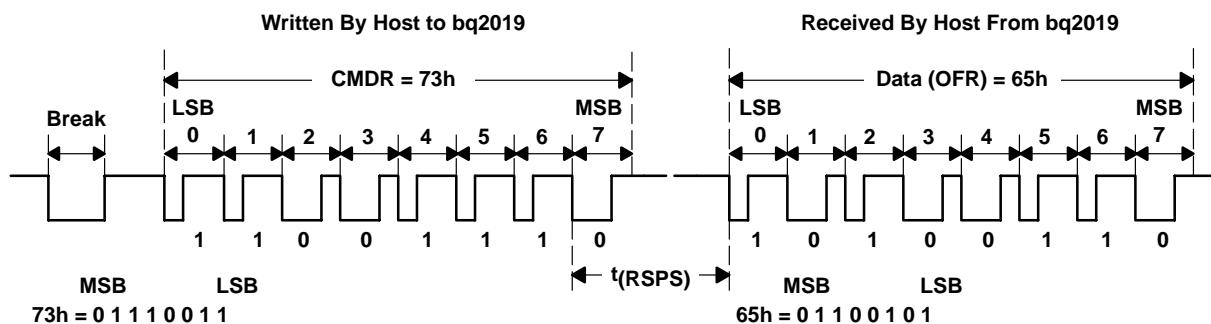 Written By Host to bq2019 Received By Host From bq2019
CMDR = 73h Data (OFR) = 65h
Break LSB MSB LSB MSB
0 1 2 3 4 5 6 7 0 1 2 3 4 5 6 7
1 1 0 0 1 1 1 0 1 0 1 0 0 1 1 0
t(RSPS)
MSB LSB MSB LSB
73h = 0 1 1 1 0 0 1 1 65h = 0 1 1 0 0 1 0 1